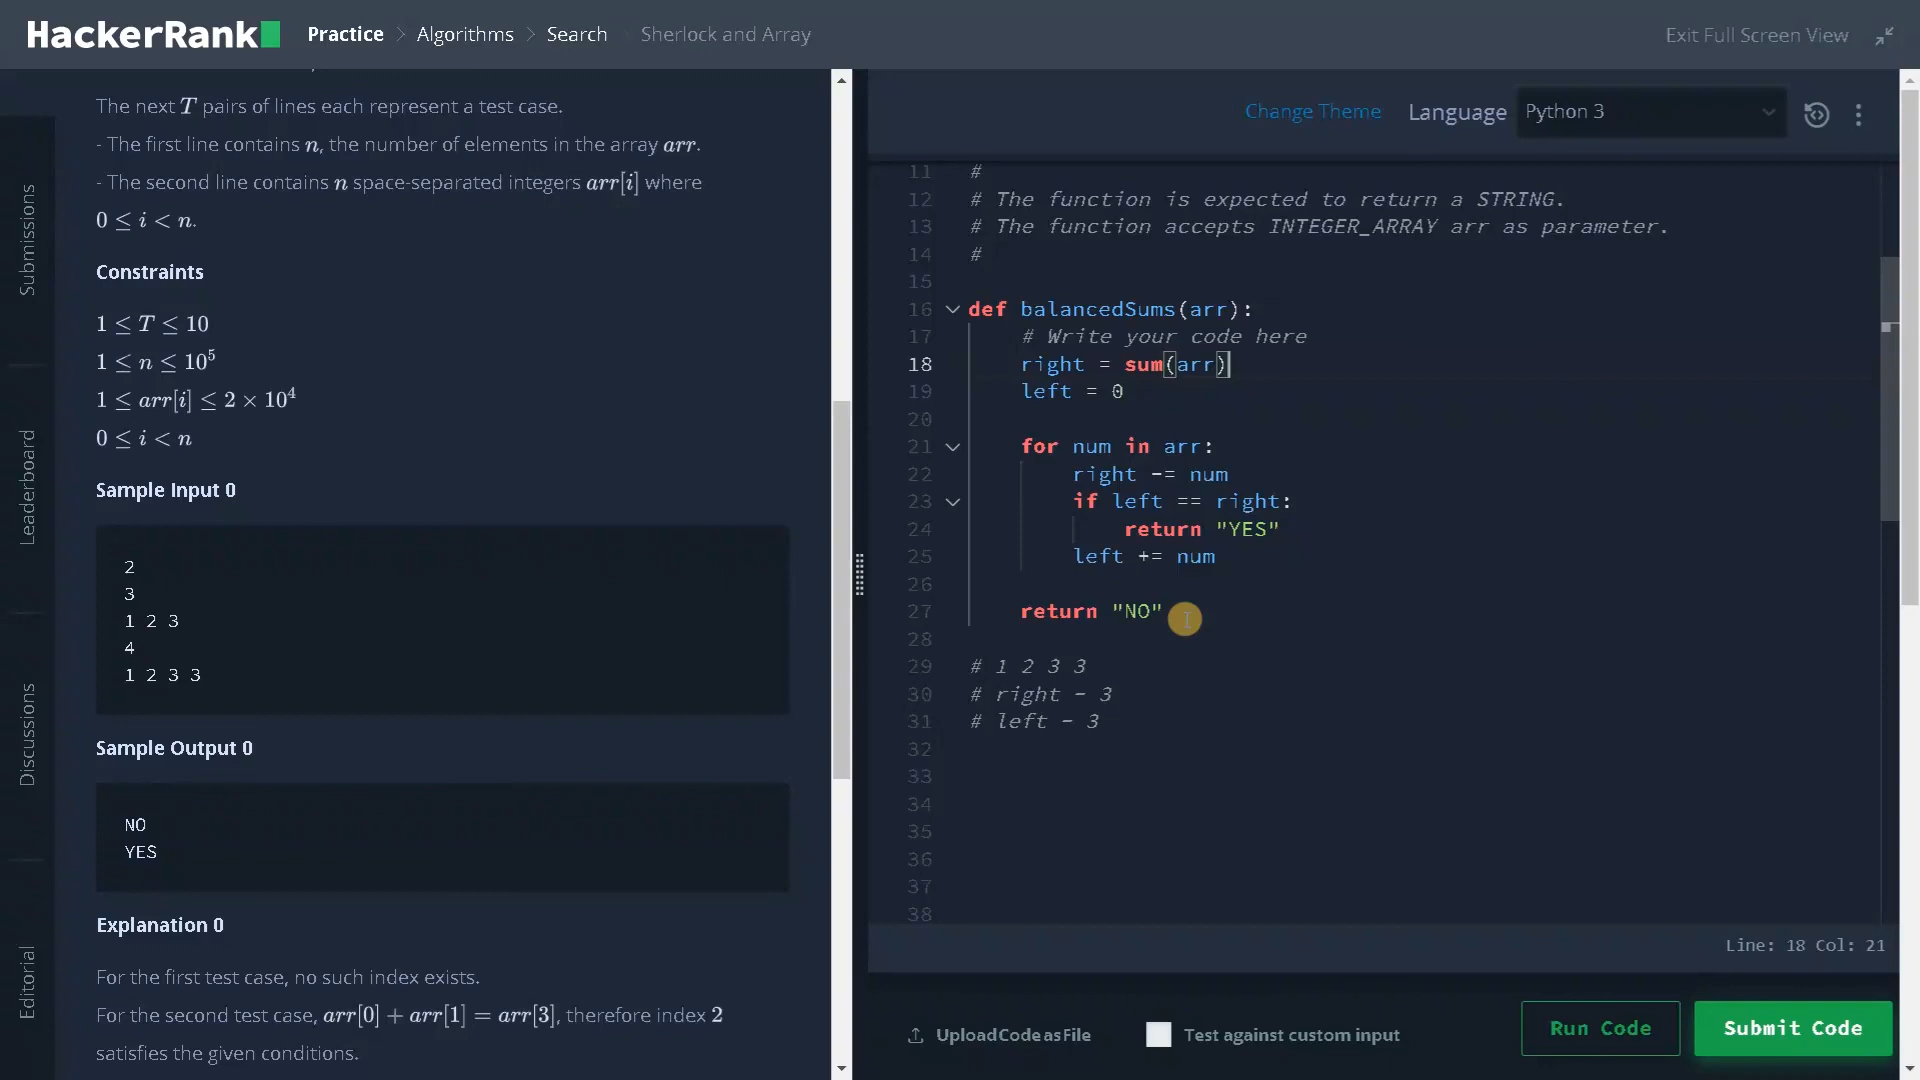 HackerRank Practice > Algorithms > Search > Sherlock and Array Exit Full Screen View
Submissions
Leaderboard
Discussions
Editorial
The next T pairs of lines each represent a test case.
- The first line contains n, the number of elements in the array arr.
- The second line contains n space-separated integers arr[i] where
0 ≤ i < n.
Constraints
1 ≤ T ≤ 10
1 ≤ n ≤ 10⁵
1 ≤ arr[i] ≤ 2 × 10⁴
0 ≤ i < n
Sample Input 0
2
3
1 2 3
4
1 2 3 3
Sample Output 0
NO
YES
Explanation 0
For the first test case, no such index exists.
For the second test case, arr[0] + arr[1] = arr[3], therefore index 2
satisfies the given conditions.
Change Theme Language Python 3
11 #
12 # The function is expected to return a STRING.
13 # The function accepts INTEGER_ARRAY arr as parameter.
14 #
15
16 def balancedSums(arr):
17 # Write your code here
18 right = sum(arr)
19 left = 0
20
21 for num in arr:
22 right -= num
23 if left == right:
24 return "YES"
25 left += num
26
27 return "NO"
28
29 # 1 2 3 3
30 # right - 3
31 # left - 3
32
33
34
35
36
37
38
Line: 18 Col: 21
Upload Code as File Test against custom input Run Code Submit Code